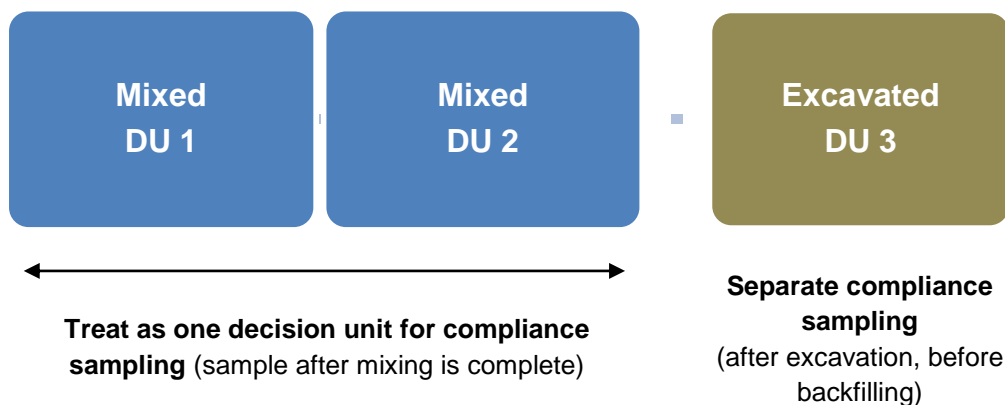 Mixed
DU 1
Mixed
DU 2
Excavated
DU 3
Treat as one decision unit for compliance
sampling (sample after mixing is complete)
Separate compliance
sampling
(after excavation, before
backfilling)